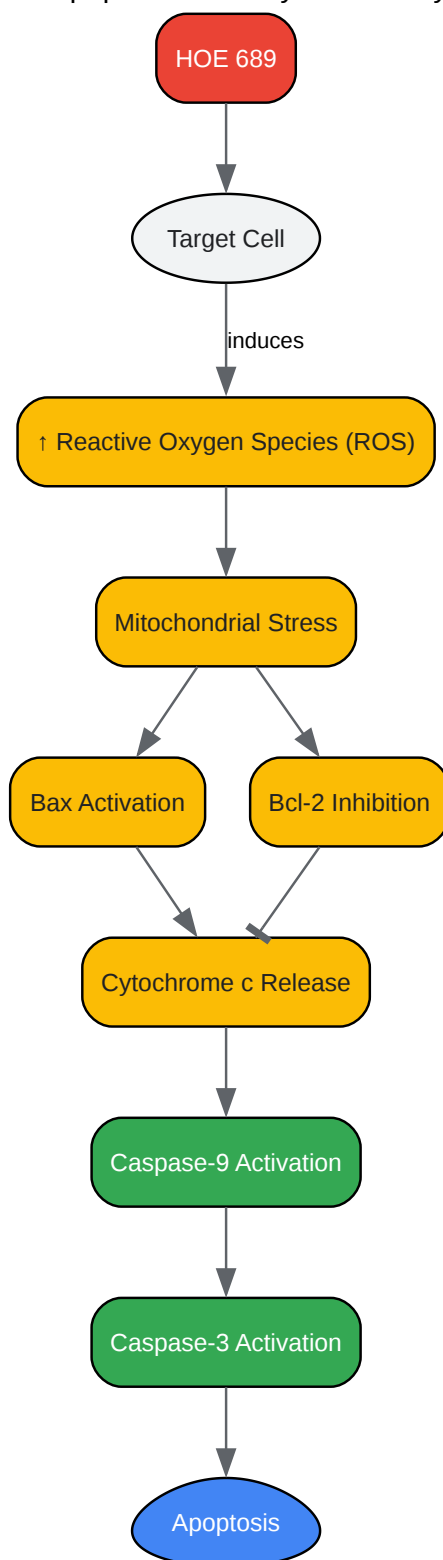 HOE 689
Target Cell
induces
↑ Reactive Oxygen Species (ROS)
Mitochondrial Stress
Bax Activation
Bcl-2 Inhibition
Cytochrome c Release
Caspase-9 Activation
Caspase-3 Activation
Apoptosis